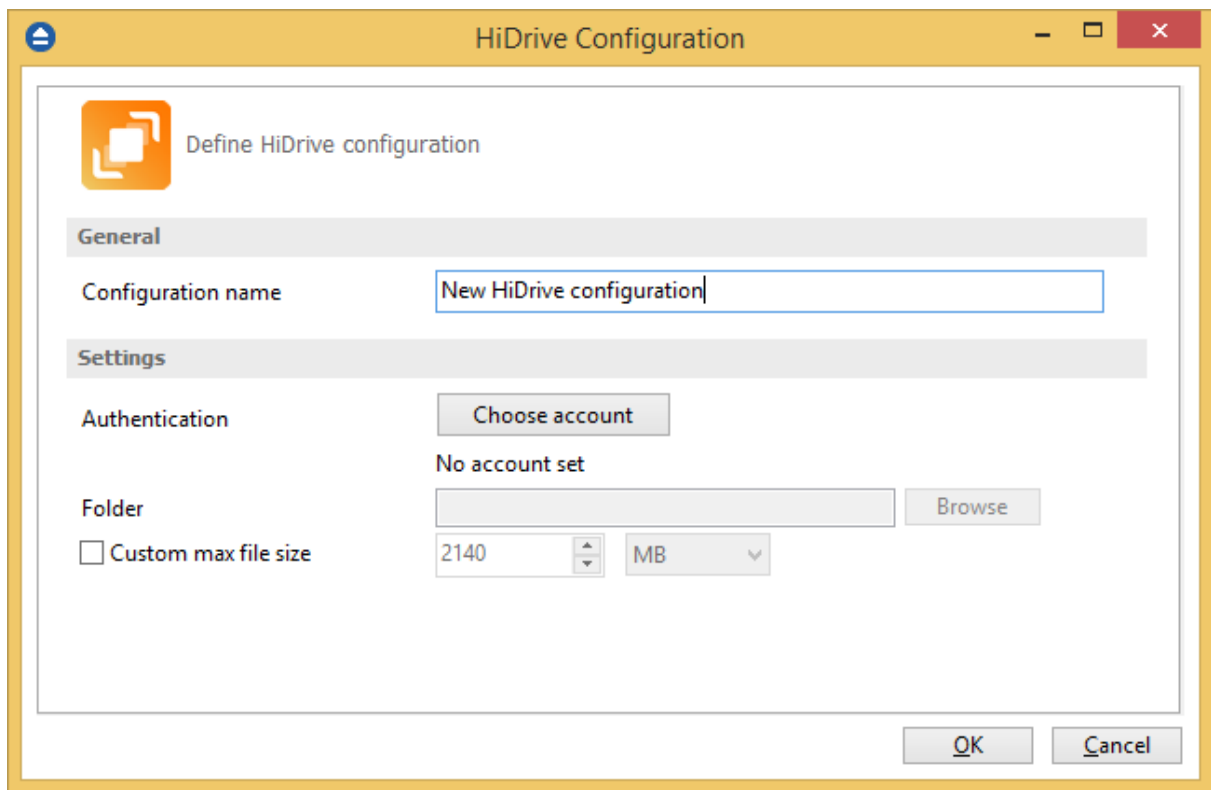 HiDrive Configuration
Define HiDrive configuration
General
Configuration name New HiDrive configuration
Settings
Authentication Choose account
No account set
Folder Browse
Custom max file size 2140 MB
OK Cancel